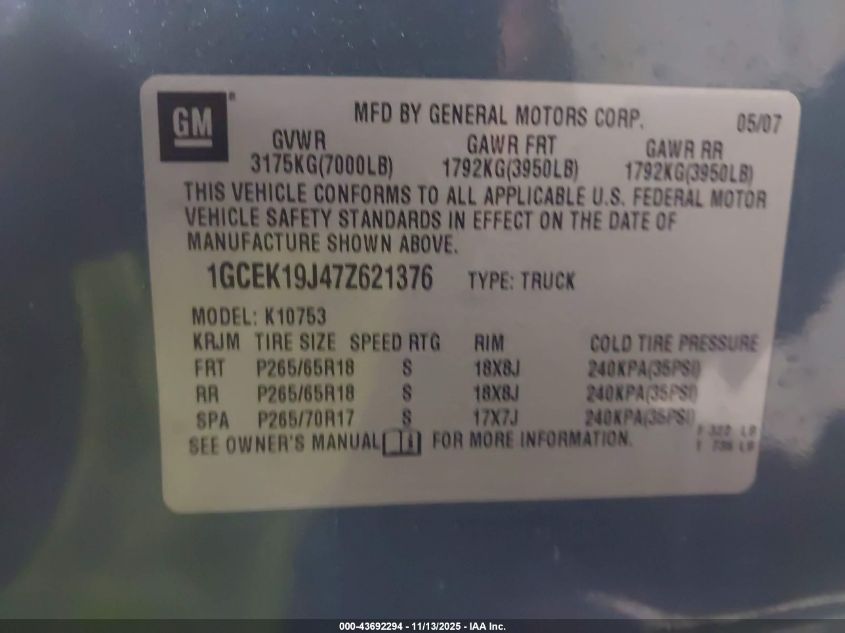 GM
MFD BY GENERAL MOTORS CORP. 05/07
GVWR GAWR FRT GAWR RR
3175KG(7000LB) 1792KG(3950LB) 1792KG(3950LB)
THIS VEHICLE CONFORMS TO ALL APPLICABLE U.S. FEDERAL MOTOR
VEHICLE SAFETY STANDARDS IN EFFECT ON THE DATE OF
MANUFACTURE SHOWN ABOVE.
1GCEK19J47Z621376 TYPE: TRUCK
MODEL: K10753
KRJM TIRE SIZE SPEED RTG RIM COLD TIRE PRESSURE
FRT P265/65R18 S 18X8J 240KPA(35PSI)
RR P265/65R18 S 18X8J 240KPA(35PSI)
SPA P265/70R17 S 17X7J 240KPA(35PSI)
SEE OWNER'S MANUAL FOR MORE INFORMATION.
000-43692294 - 11/13/2025 - IAA Inc.